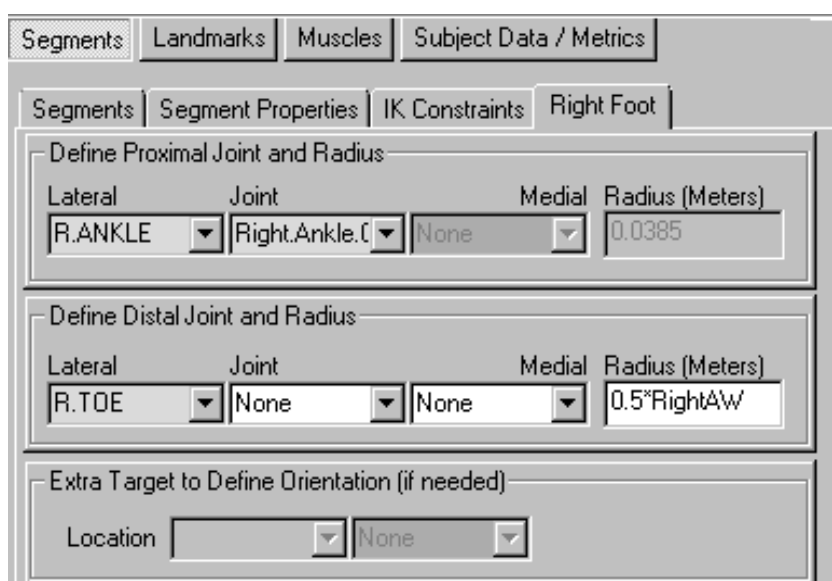 Segments Landmarks Muscles Subject Data / Metrics
Segments Segment Properties IK Constraints Right Foot
Define Proximal Joint and Radius
Lateral Joint Medial Radius (Meters)
R.ANKLE Right.Ankle.( None 0.0385
Define Distal Joint and Radius
Lateral Joint Medial Radius (Meters)
R.TOE None None 0.5*RightAW
Extra Target to Define Orientation (if needed)
Location None